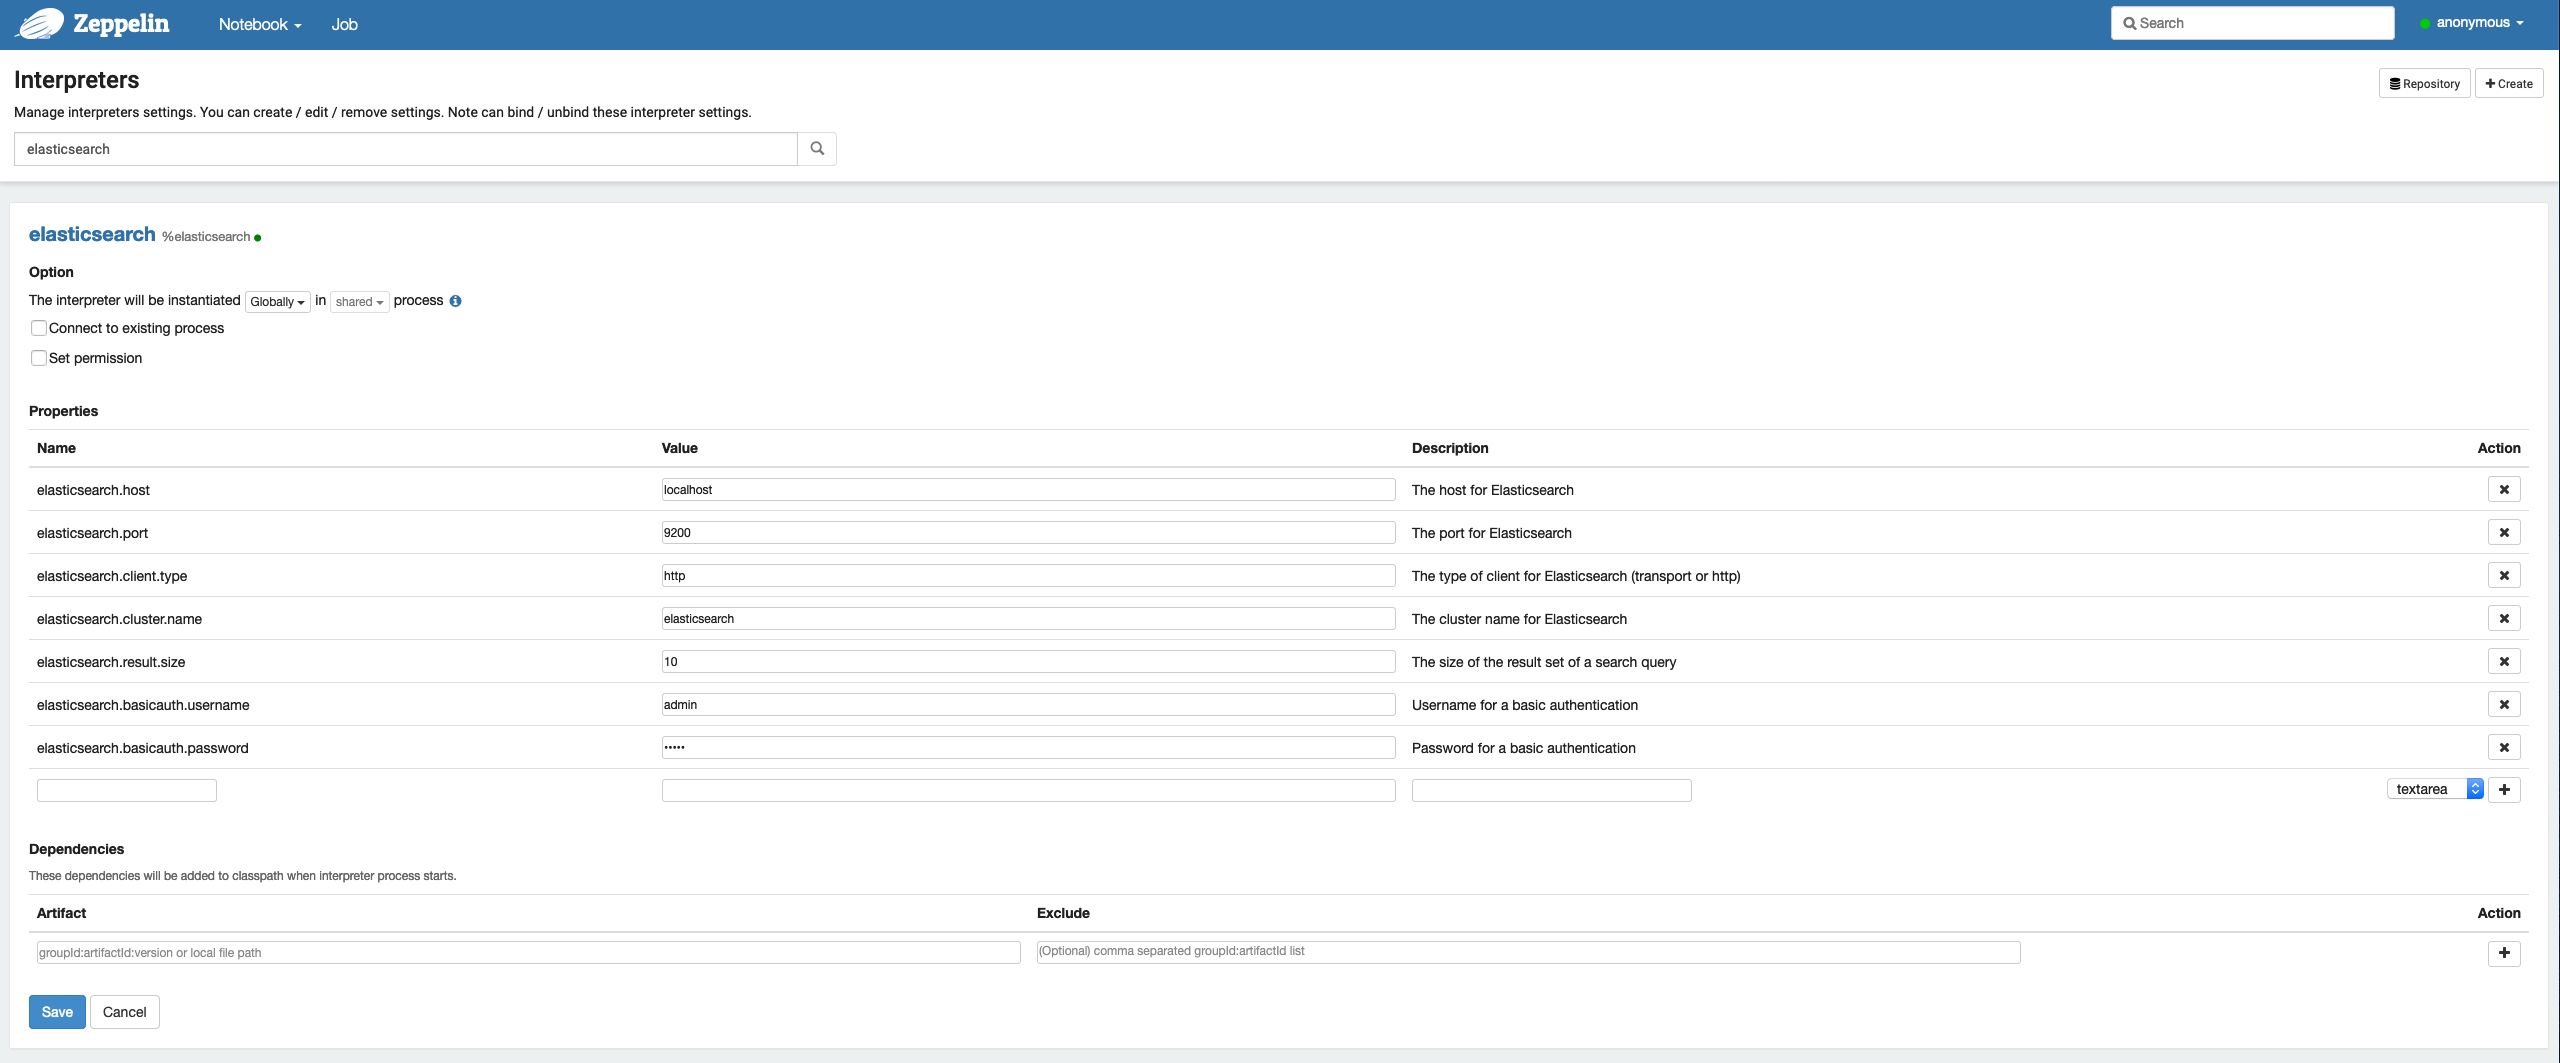 Zeppelin Notebook Job Search anonymous
Interpreters
Repository Create
Manage interpreters settings. You can create / edit / remove settings. Note can bind / unbind these interpreter settings.
elasticsearch
elasticsearch %elasticsearch
Option
The interpreter will be instantiated Globally in shared process
Connect to existing process
Set permission
Properties
Name Value Description Action
elasticsearch.host localhost The host for Elasticsearch
elasticsearch.port 9200 The port for Elasticsearch
elasticsearch.client.type http The type of client for Elasticsearch (transport or http)
elasticsearch.cluster.name elasticsearch The cluster name for Elasticsearch
elasticsearch.result.size 10 The size of the result set of a search query
elasticsearch.basicauth.username admin Username for a basic authentication
elasticsearch.basicauth.password ••••• Password for a basic authentication
textarea
Dependencies
These dependencies will be added to classpath when interpreter process starts.
Artifact Exclude Action
groupId:artifactId:version or local file path (Optional) comma separated groupId:artifactId list
Save Cancel